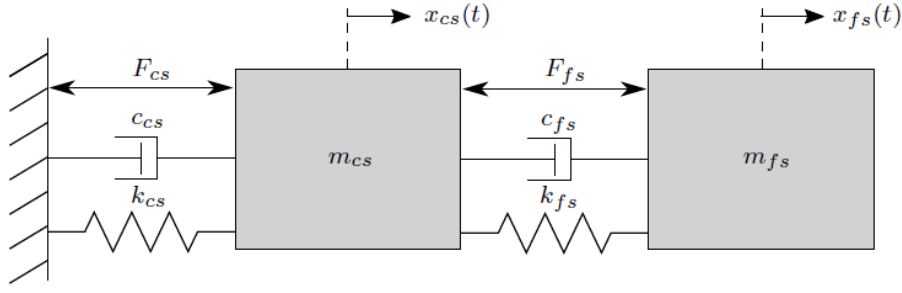 x_{cs}(t) x_{fs}(t)
F_{cs} F_{fs}
c_{cs} c_{fs}
m_{cs} m_{fs}
k_{cs} k_{fs}